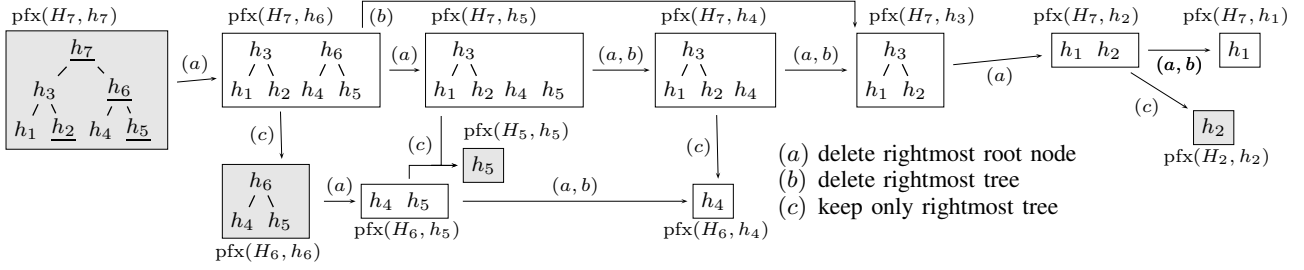 pfx(H₇, h₇) pfx(H₇, h₆) (b) pfx(H₇, h₅) pfx(H₇, h₄) pfx(H₇, h₃) pfx(H₇, h₂) pfx(H₇, h₁)
h₇ (a) h₃ h₆ (a) h₃ (a, b) h₃ (a, b) h₃ (a) h₁ h₂ (a, b) h₁
h₃ h₆ h₁ h₂ h₄ h₅ h₁ h₂ h₄ h₅ h₁ h₂ h₄ h₁ h₂
h₁ h₂ h₄ h₅
(c) (c) pfx(H₅, h₅) (c) (c) h₂
h₅ pfx(H₂, h₂)
h₆ (a) h₄ h₅ (a, b) h₄
h₄ h₅ pfx(H₆, h₅) pfx(H₆, h₄)
pfx(H₆, h₆)
(a) delete rightmost root node
(b) delete rightmost tree
(c) keep only rightmost tree